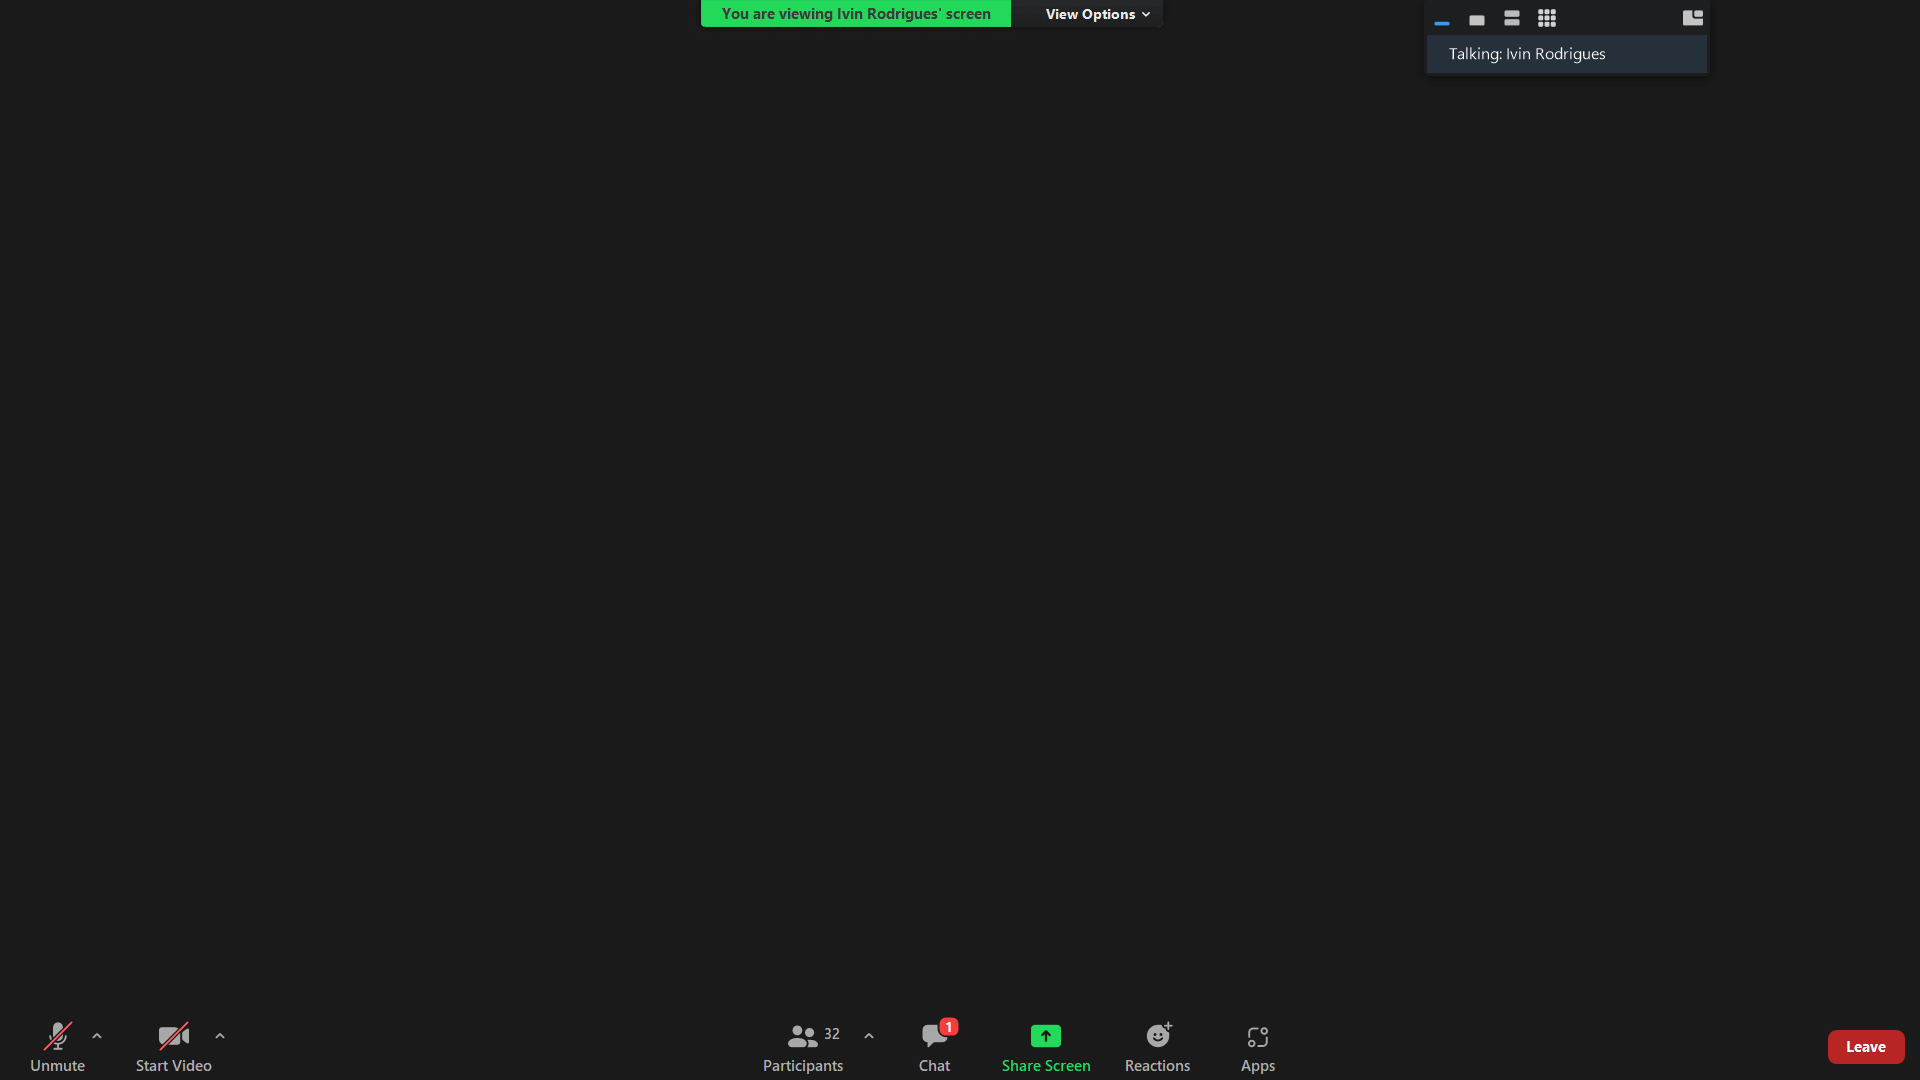 You are viewing Ivin Rodrigues' screen
View Options
Talking: Ivin Rodrigues
Unmute
Start Video
32
Participants
1
Chat
Share Screen
Reactions
Apps
Leave